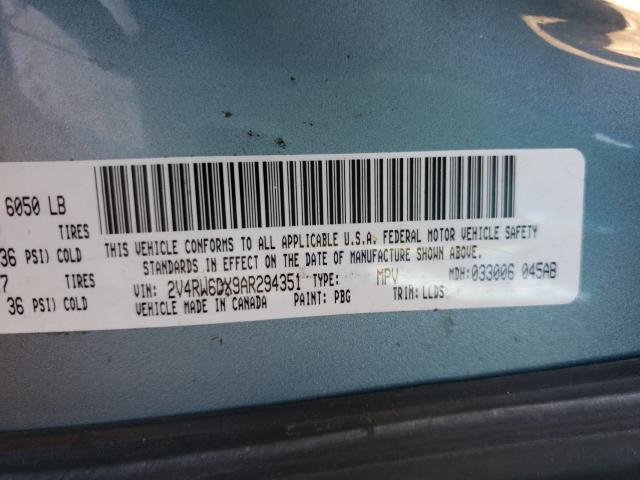 6050 LB
TIRES
36 PSI) COLD
7 TIRES
36 PSI) COLD
THIS VEHICLE CONFORMS TO ALL APPLICABLE U.S.A. FEDERAL MOTOR VEHICLE SAFETY
STANDARDS IN EFFECT ON THE DATE OF MANUFACTURE SHOWN ABOVE.
VIN: 2V4RW6DX9AR294351 TYPE: MPV MDH: 033006 045AB
VEHICLE MADE IN CANADA PAINT: PBG TRIM: LLDS